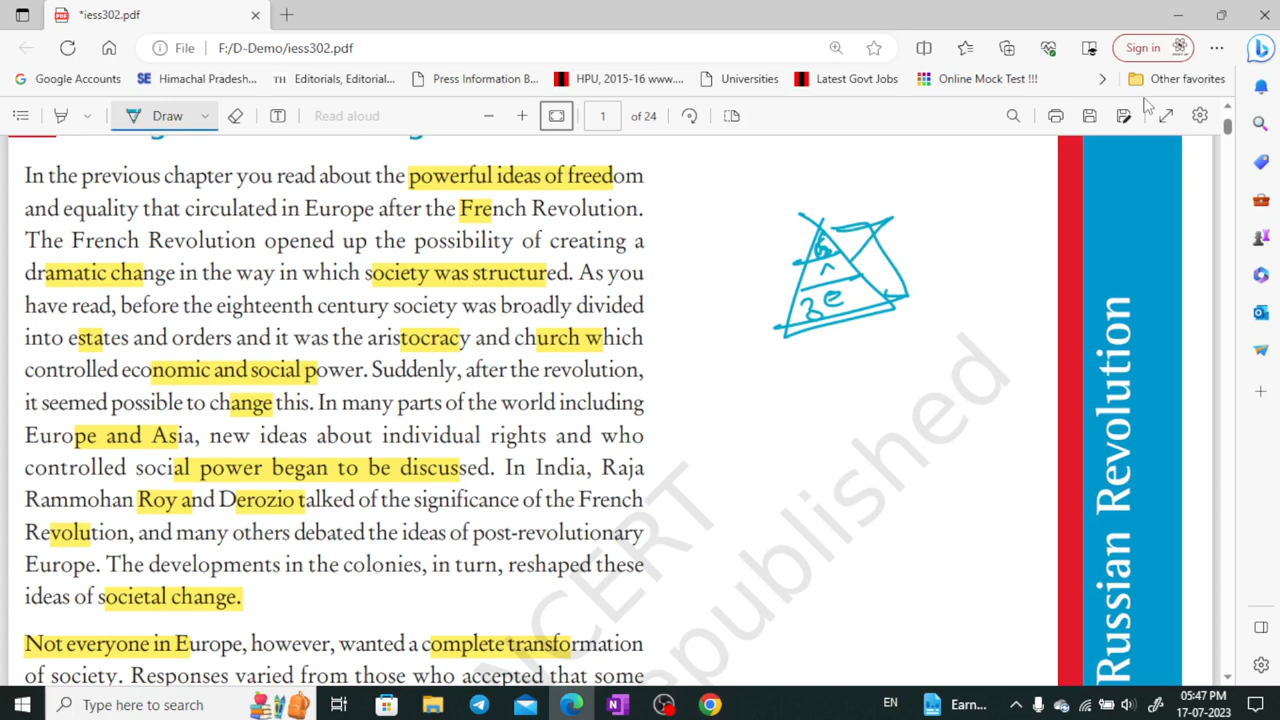 *iess302.pdf
File
F:/D-Demo/iess302.pdf
Sign in
Google Accounts
SE Himachal Pradesh...
TH Editorials, Editorial...
Press Information B...
HPU, 2015-16 www....
Universities
Latest Govt Jobs
Online Mock Test !!!
Other favorites
Draw
Read aloud
1 of 24
In the previous chapter you read about the powerful ideas of freedom
and equality that circulated in Europe after the French Revolution.
The French Revolution opened up the possibility of creating a
dramatic change in the way in which society was structured. As you
have read, before the eighteenth century society was broadly divided
into estates and orders and it was the aristocracy and church which
controlled economic and social power. Suddenly, after the revolution,
it seemed possible to change this. In many parts of the world including
Europe and Asia, new ideas about individual rights and who
controlled social power began to be discussed. In India, Raja
Rammohan Roy and Derozio talked of the significance of the French
Revolution, and many others debated the ideas of post-revolutionary
Europe. The developments in the colonies, in turn, reshaped these
ideas of societal change.
Not everyone in Europe, however, wanted a complete transformation
of society. Responses varied from those who accepted that some
NCERT
republished
Russian Revolution
Type here to search
Earn...
EN
05:47 PM
17-07-2023